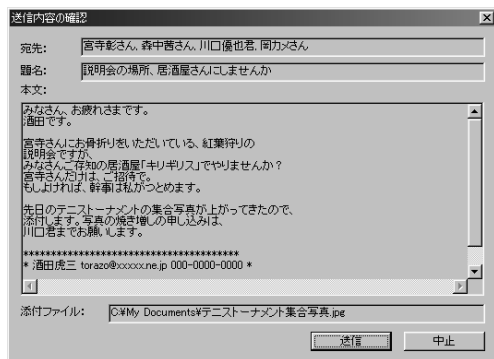 送信内容の確認
宛先: 宮寺彰さん, 森中茜さん, 川口優也君, 岡カメさん
題名: 説明会の場所、居酒屋さんにしませんか
本文:
みなさん、お疲れさまです。
酒田です。
宮寺さんにお骨折りをいただいている、紅葉狩りの
説明会ですが、
みなさんご存知の居酒屋「キリギリス」でやりませんか？
宮寺さんだけは、ご招待で。
もしよければ、幹事は私がつとめます。
先日のテニストーナメントの集合写真が上がってきたので、
添付します。写真の焼き増しの申し込みは、
川口君までお願いします。
****************************************
* 酒田虎三 torazo@xxxxx.ne.jp 000-0000-0000 *
添付ファイル: C:¥My Documents¥テニストーナメント集合写真.jpg
送信 中止